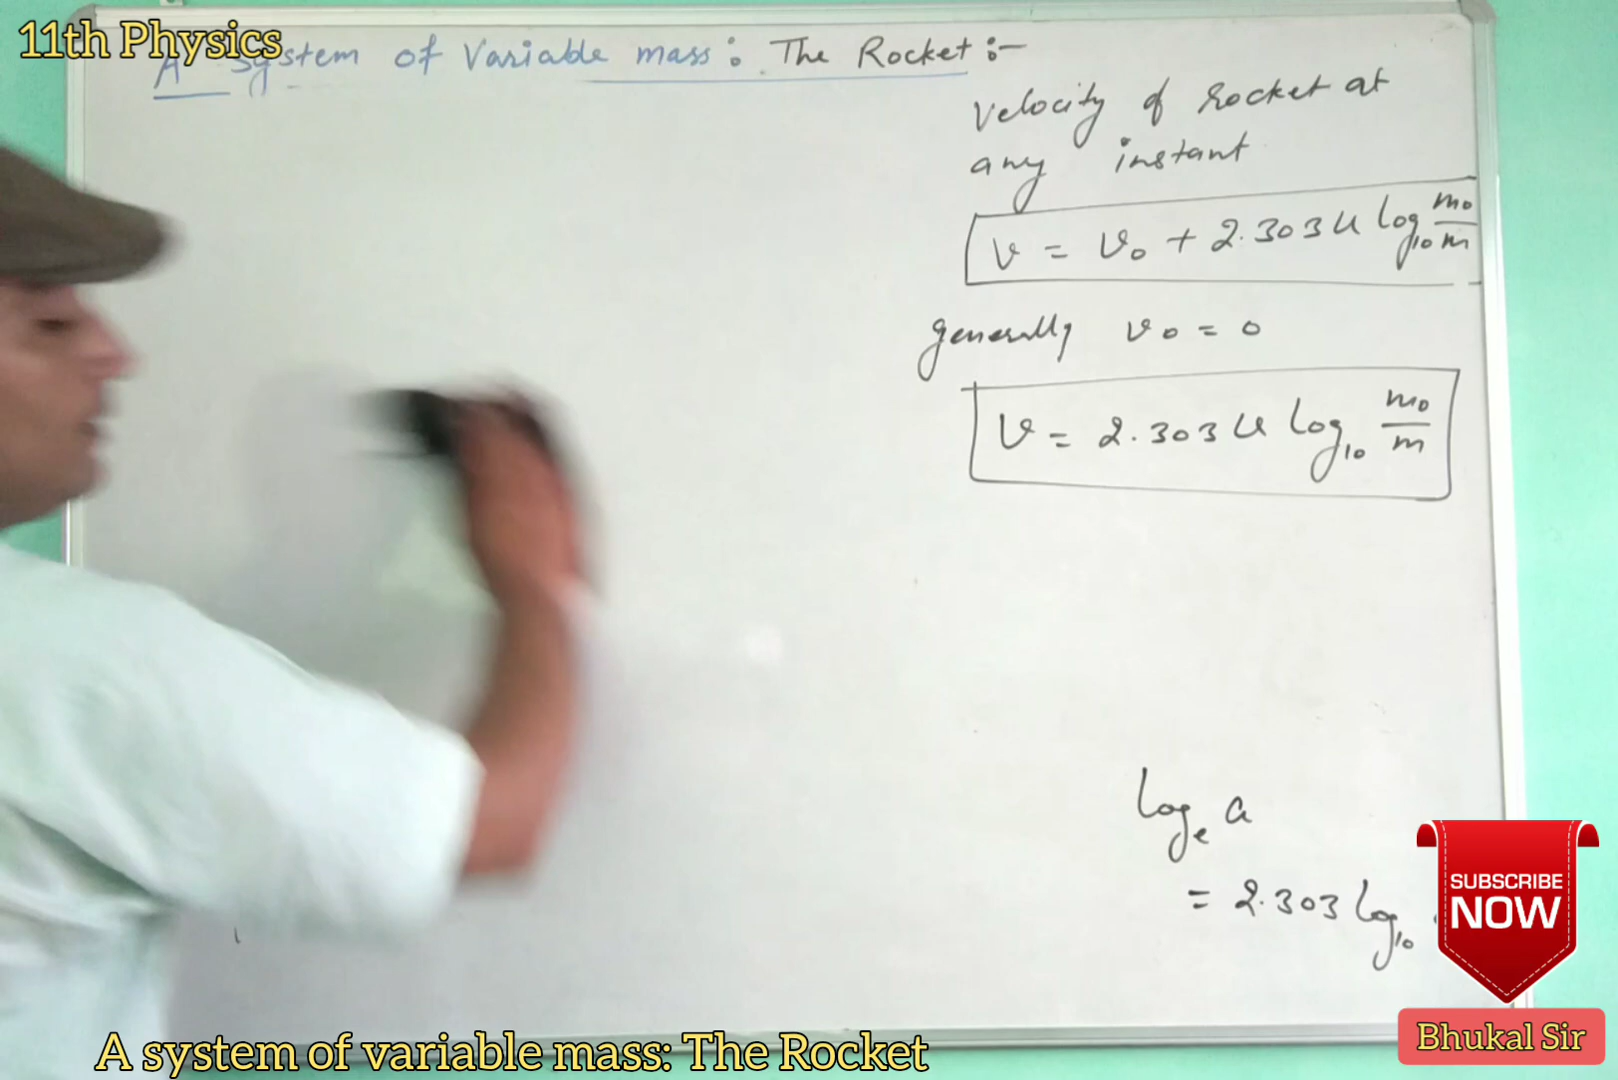 11th Physics
A System of Variable mass : The Rocket :-
Velocity of rocket at
any instant
v = v₀ + 2.303 u log₁₀ m₀/m
generally v₀ = 0
v = 2.303 u log₁₀ m₀/m
logₑ a
= 2.303 log₁₀
SUBSCRIBE
NOW
Bhukal Sir
A system of variable mass: The Rocket